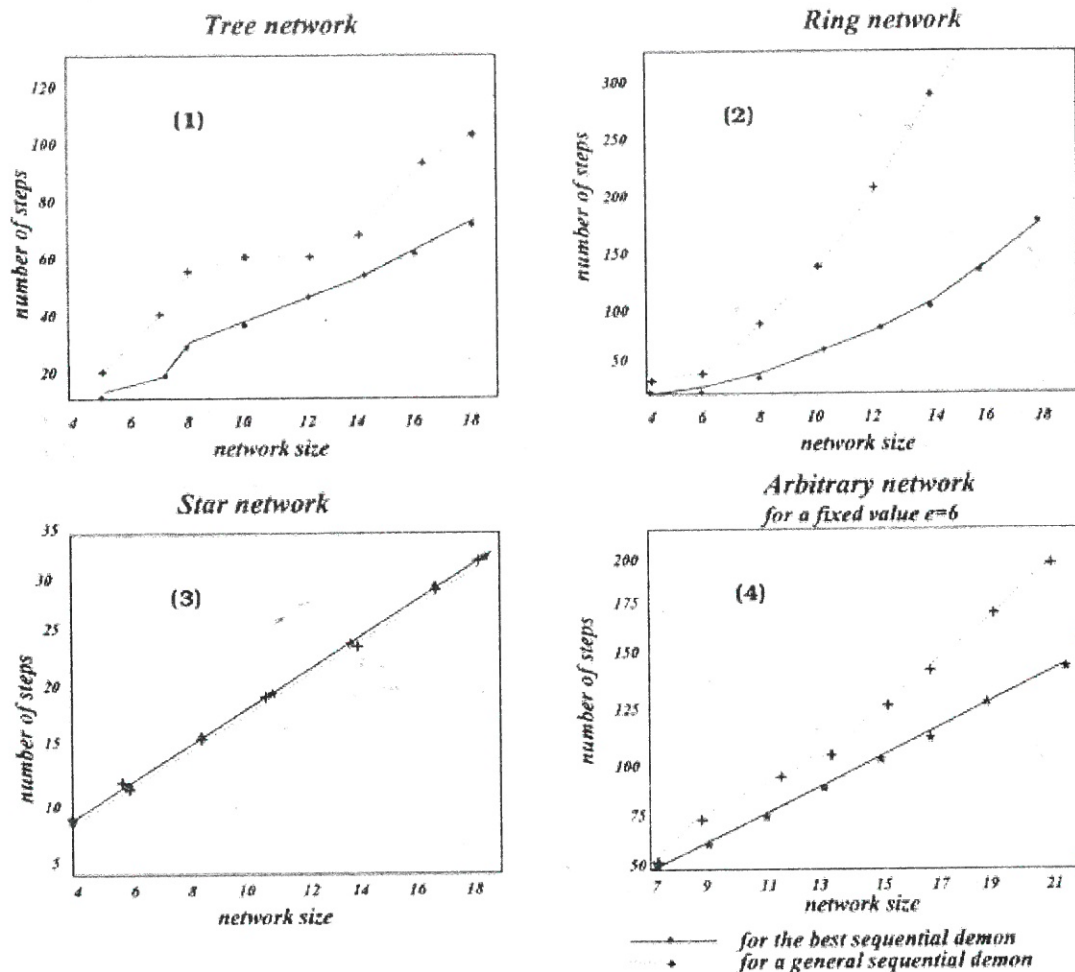 Tree network
(1)
number of steps
120
100
80
60
40
20
4 6 8 10 12 14 16 18
network size
Ring network
(2)
number of steps
300
250
200
150
100
50
4 6 8 10 12 14 16 18
network size
Star network
(3)
number of steps
35
30
25
20
15
10
5
4 6 8 10 12 14 16 18
network size
Arbitrary network
for a fixed value e=6
(4)
number of steps
200
175
150
125
100
75
50
7 9 11 13 15 17 19 21
network size
for the best sequential demon
for a general sequential demon